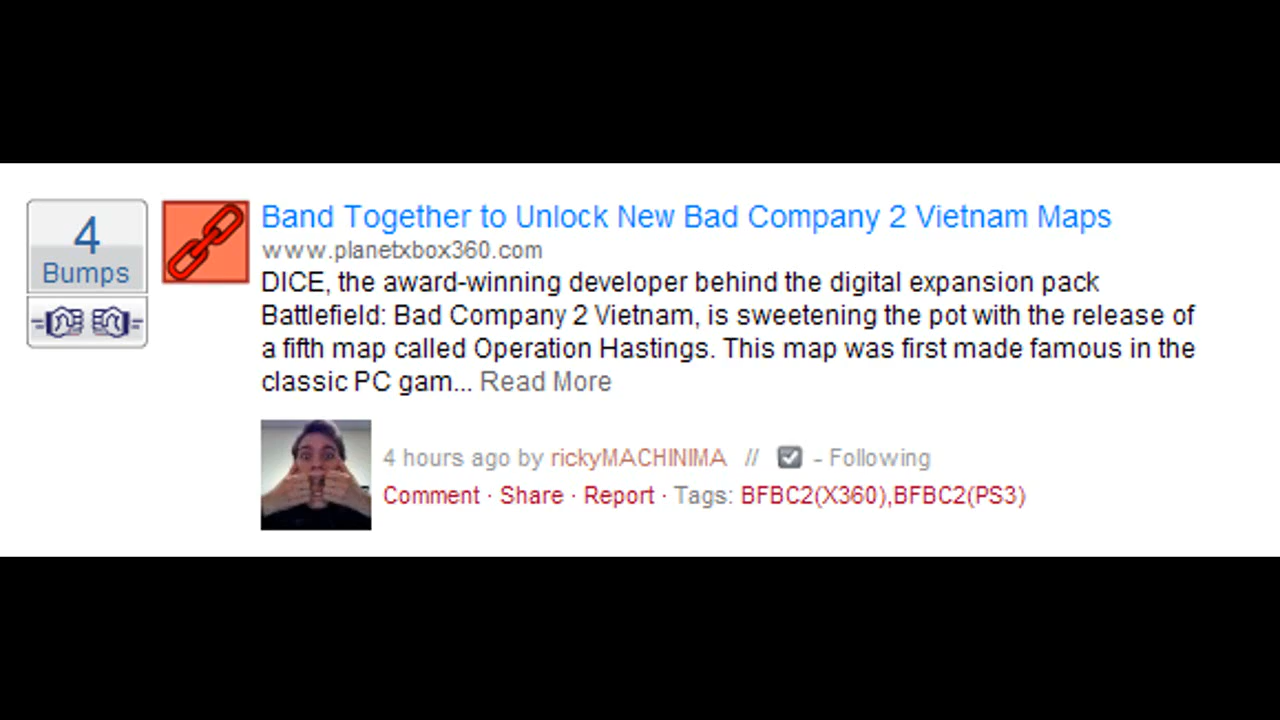 4
Bumps
Band Together to Unlock New Bad Company 2 Vietnam Maps
www.planetxbox360.com
DICE, the award-winning developer behind the digital expansion pack
Battlefield: Bad Company 2 Vietnam, is sweetening the pot with the release of
a fifth map called Operation Hastings. This map was first made famous in the
classic PC gam... Read More
4 hours ago by rickyMACHINIMA // - Following
Comment · Share · Report · Tags: BFBC2(X360),BFBC2(PS3)